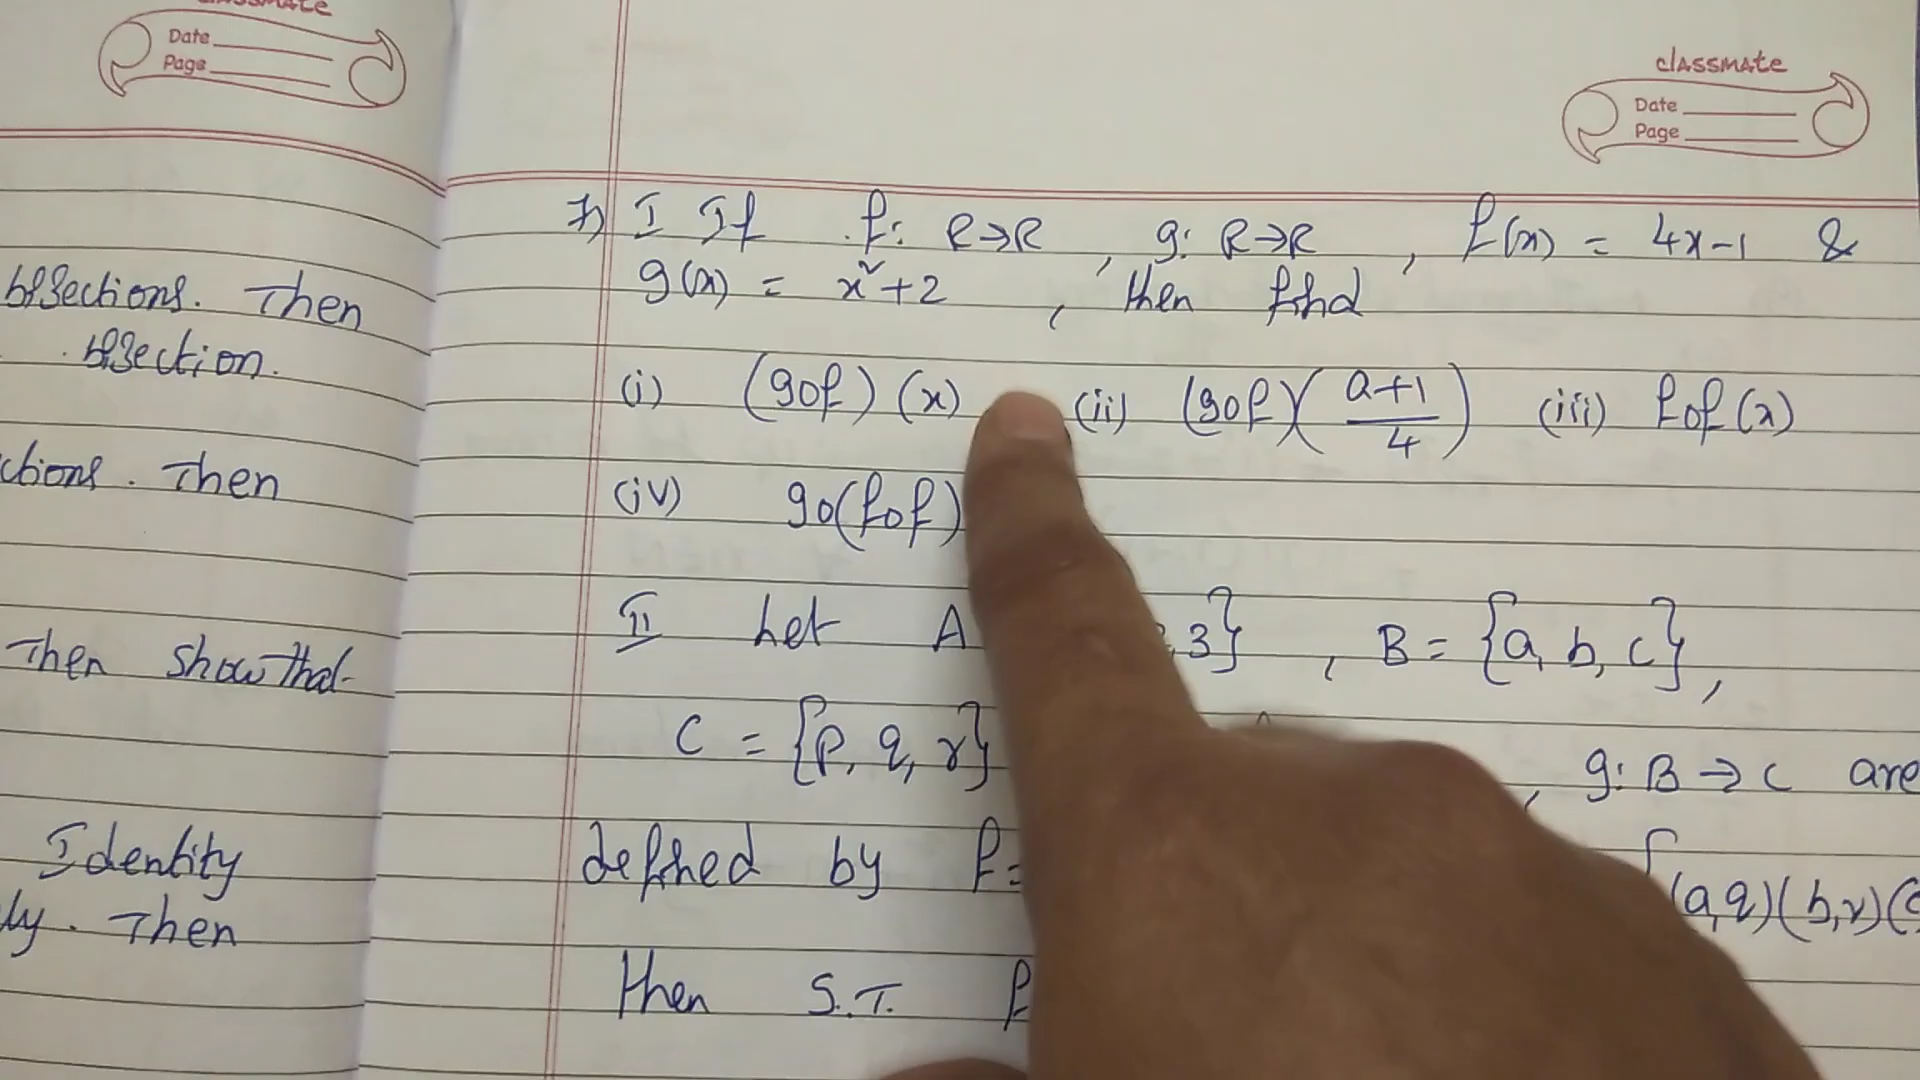 classmate
Date
Page
bijections. Then
bijection.
ctions. Then
Then show that
Identity
ly. Then
classmate
Date
Page
7) I If f: R→R, g: R→R, f(x) = 4x-1 &
g(x) = x²+2, then find
(i) (gof)(x) (ii) (gof)((a+1)/4) (iii) fof(x)
(iv) go(fof)
II Let A 3}, B = {a, b, c},
C = {p, q, r} g: B→C are
defined by f= (a,q)(b,r)(c
then S.T. f